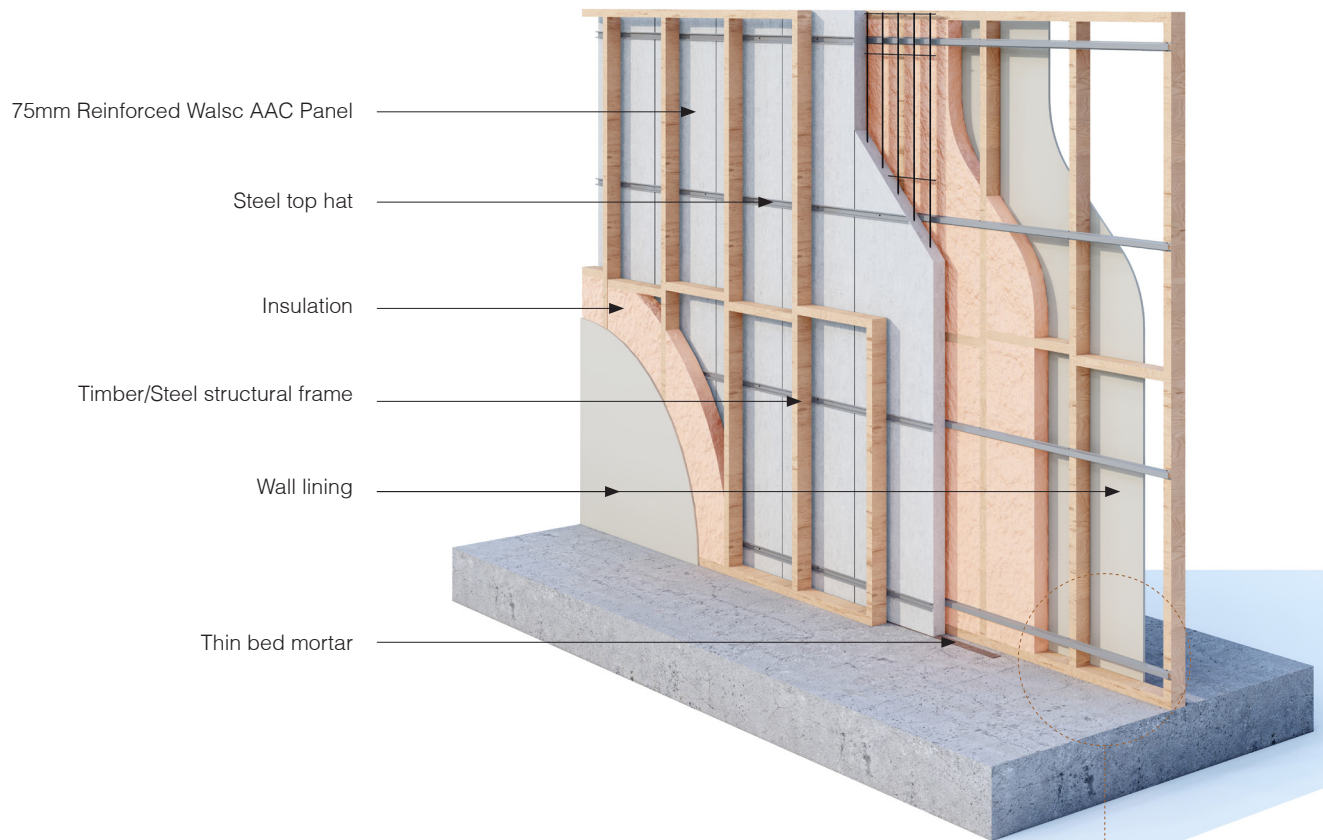 75mm Reinforced Walsc AAC Panel
Steel top hat
Insulation
Timber/Steel structural frame
Wall lining
Thin bed mortar